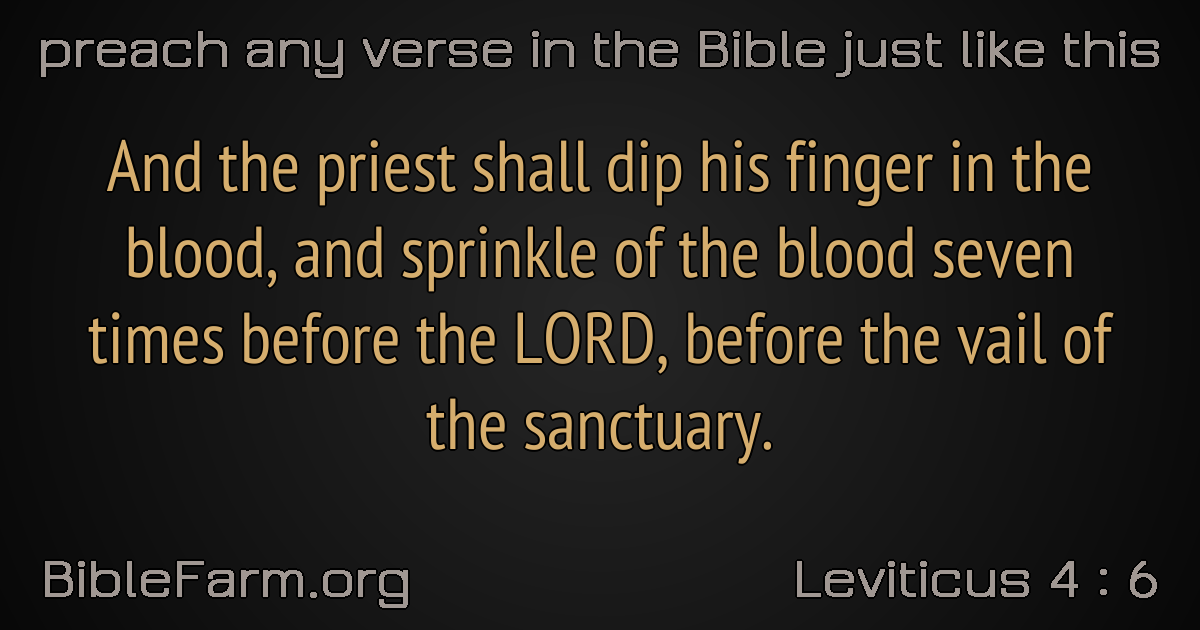 preach any verse in the Bible just like this
And the priest shall dip his finger in the
blood, and sprinkle of the blood seven
times before the LORD, before the vail of
the sanctuary.
BibleFarm.org
Leviticus 4 : 6